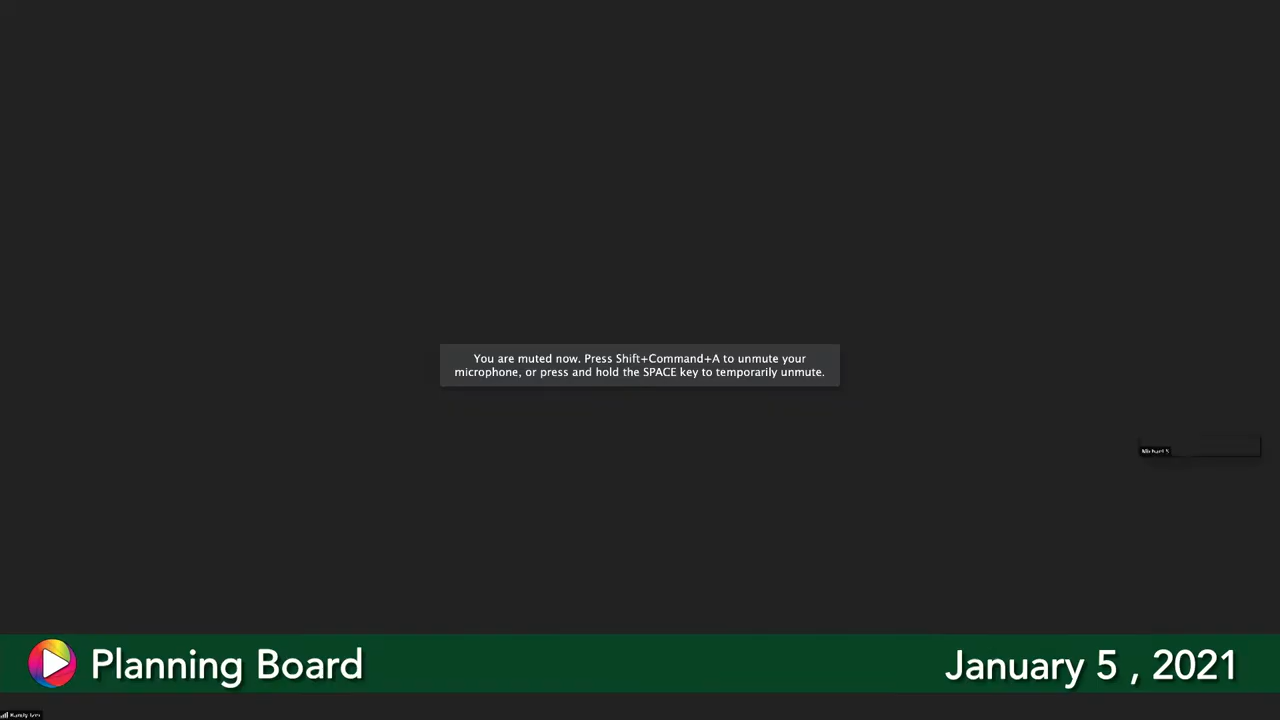 You are muted now. Press Shift+Command+A to unmute your
microphone, or press and hold the SPACE key to temporarily unmute.
Michael S
Planning Board
January 5 , 2021